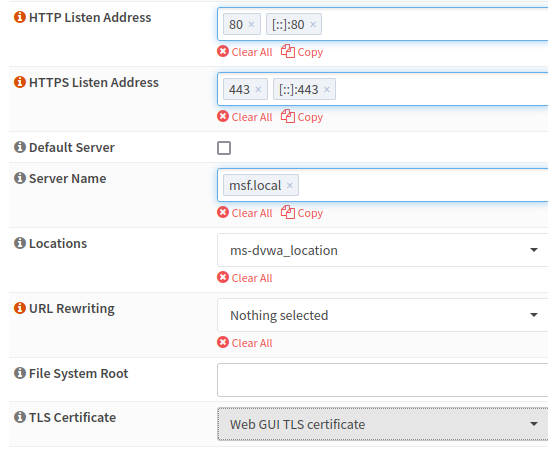 HTTP Listen Address 80 × [::]:80 ×
Clear All Copy
HTTPS Listen Address 443 × [::]:443 ×
Clear All Copy
Default Server
Server Name msf.local ×
Clear All Copy
Locations ms-dvwa_location
Clear All
URL Rewriting Nothing selected
Clear All
File System Root
TLS Certificate Web GUI TLS certificate